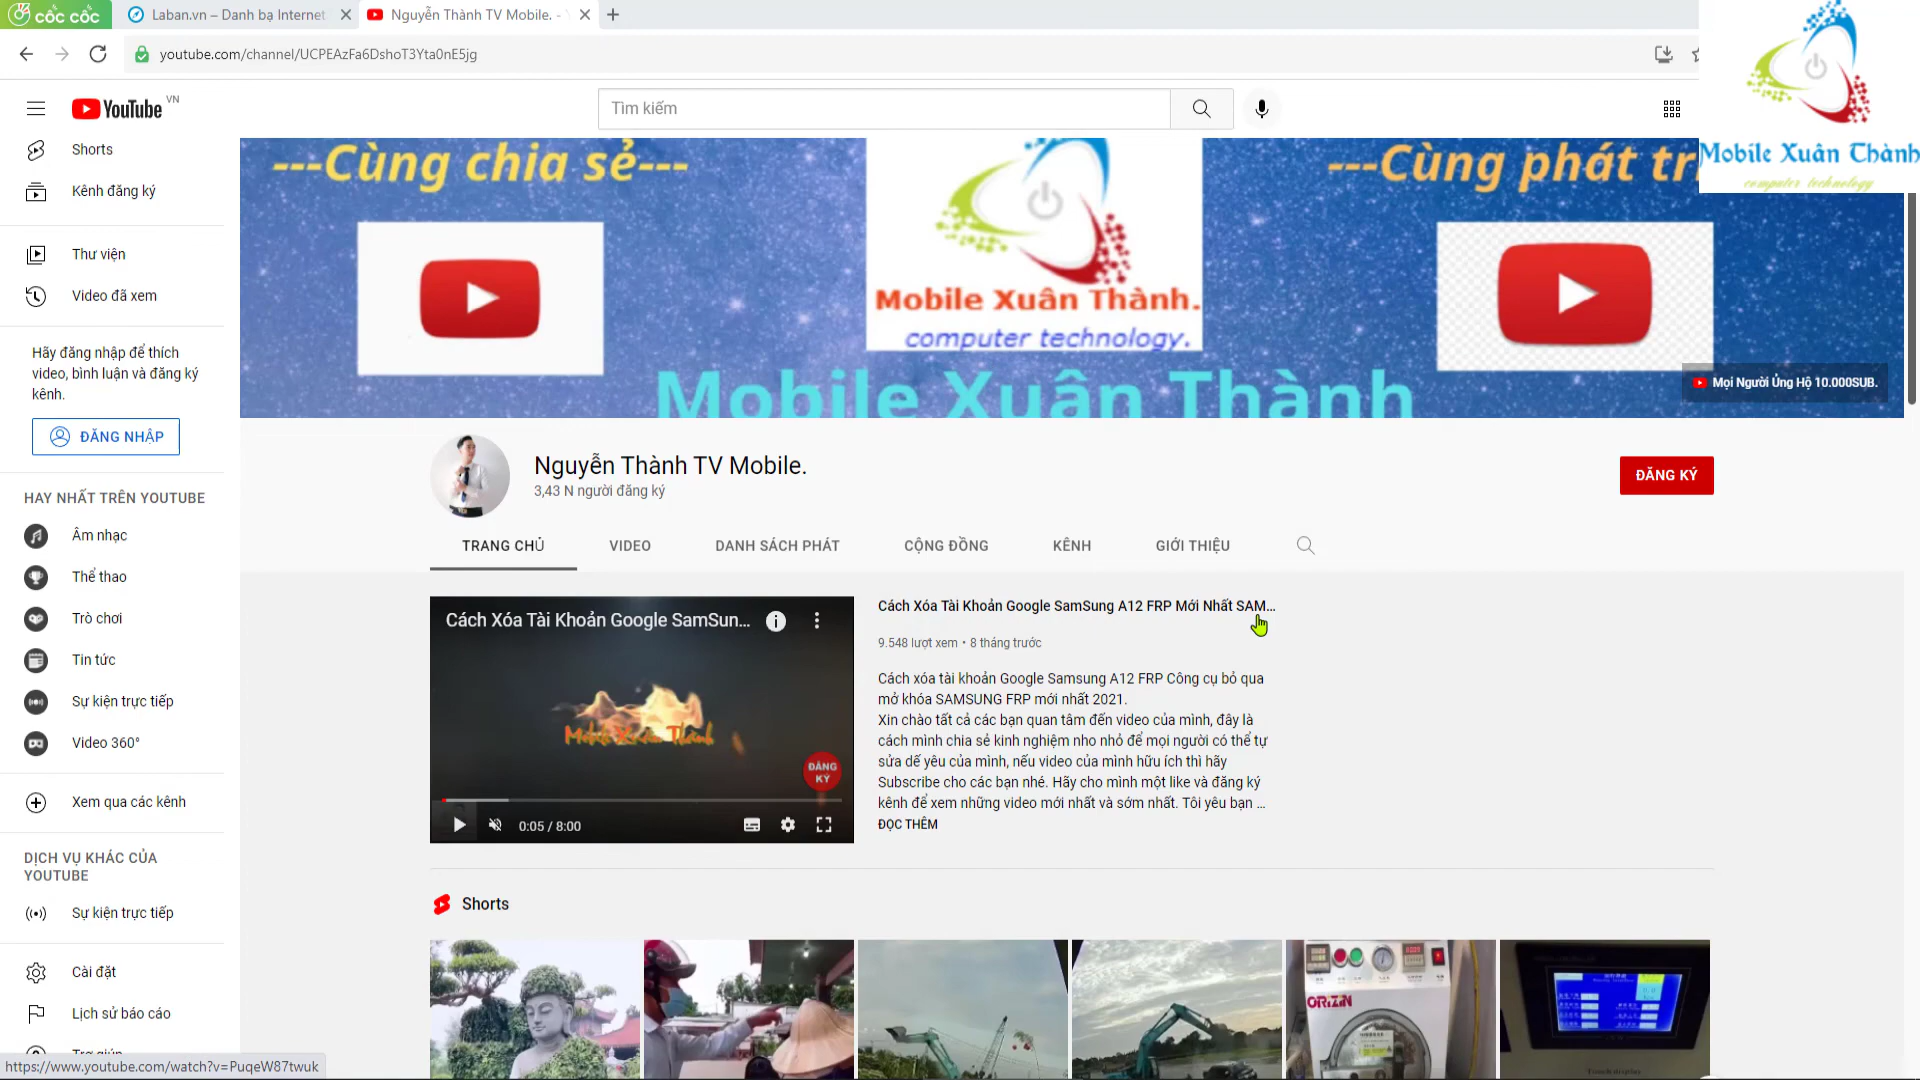 cốc cốc
Laban.vn – Danh bạ Internet
Nguyễn Thành TV Mobile. -
youtube.com/channel/UCPEAzFa6DshoT3Yta0nE5jg
YouTube VN
Tìm kiếm
Mobile Xuân Thành
computer technology
Shorts
Kênh đăng ký
Thư viện
Video đã xem
Hãy đăng nhập để thích
video, bình luận và đăng ký
kênh.
ĐĂNG NHẬP
HAY NHẤT TRÊN YOUTUBE
Âm nhạc
Thể thao
Trò chơi
Tin tức
Sự kiện trực tiếp
Video 360°
Xem qua các kênh
DỊCH VỤ KHÁC CỦA
YOUTUBE
Sự kiện trực tiếp
Cài đặt
Lịch sử báo cáo
Trợ giúp
https://www.youtube.com/watch?v=PuqeW87twuk
---Cùng chia sẻ---
---Cùng phát tr
Mobile Xuân Thành.
computer technology.
Mobile Xuân Thành
Mọi Người Ủng Hộ 10.000SUB.
Nguyễn Thành TV Mobile.
3,43 N người đăng ký
ĐĂNG KÝ
TRANG CHỦ
VIDEO
DANH SÁCH PHÁT
CỘNG ĐỒNG
KÊNH
GIỚI THIỆU
Cách Xóa Tài Khoản Google SamSun...
Mobile Xuân Thành
ĐĂNG
KÝ
0:05 / 8:00
Cách Xóa Tài Khoản Google SamSung A12 FRP Mới Nhất SAM...
9.548 lượt xem • 8 tháng trước
Cách xóa tài khoản Google Samsung A12 FRP Công cụ bỏ qua
mở khóa SAMSUNG FRP mới nhất 2021.
Xin chào tất cả các bạn quan tâm đến video của mình, đây là
cách mình chia sẻ kinh nghiệm nho nhỏ để mọi người có thể tự
sửa dế yêu của mình, nếu video của mình hữu ích thì hãy
Subscribe cho các bạn nhé. Hãy cho mình một like và đăng ký
kênh để xem những video mới nhất và sớm nhất. Tôi yêu bạn ...
ĐỌC THÊM
Shorts
ORIZIN